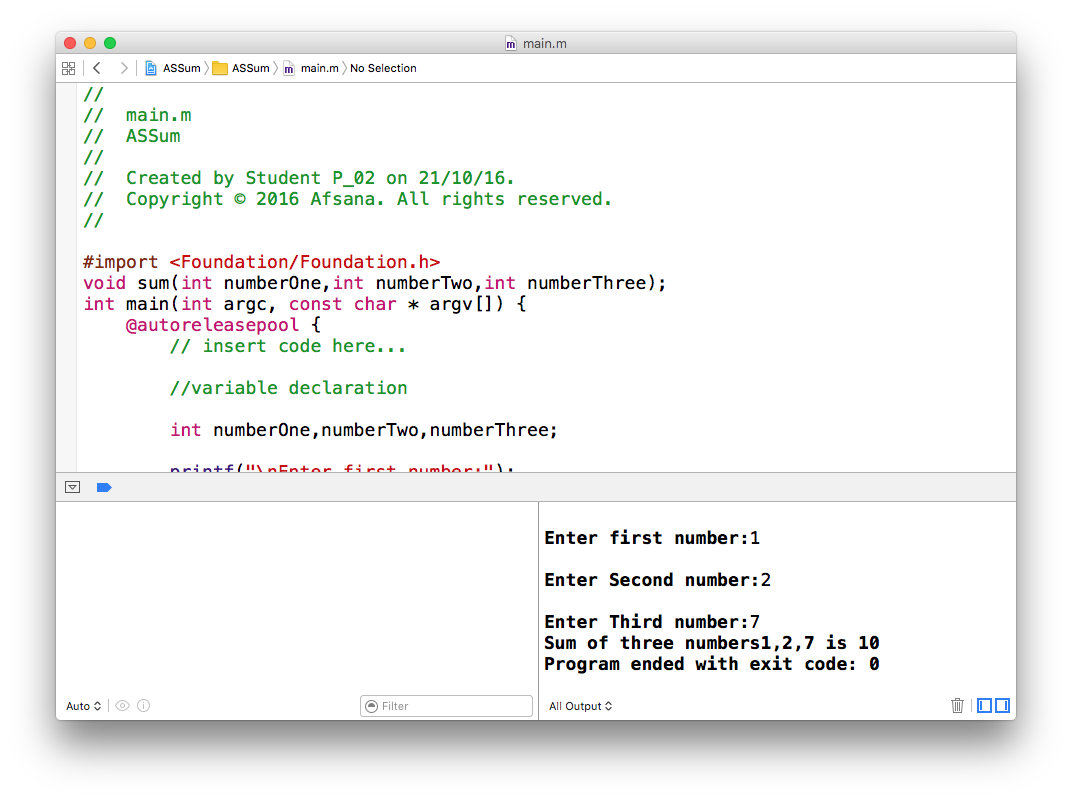 main.m
ASSum ASSum main.m No Selection
//
// main.m
// ASSum
//
// Created by Student P_02 on 21/10/16.
// Copyright © 2016 Afsana. All rights reserved.
//
#import <Foundation/Foundation.h>
void sum(int numberOne,int numberTwo,int numberThree);
int main(int argc, const char * argv[]) {
@autoreleasepool {
// insert code here...
//variable declaration
int numberOne,numberTwo,numberThree;
printf("\nEnter first number:");
Enter first number:1
Enter Second number:2
Enter Third number:7
Sum of three numbers1,2,7 is 10
Program ended with exit code: 0
Auto Filter All Output